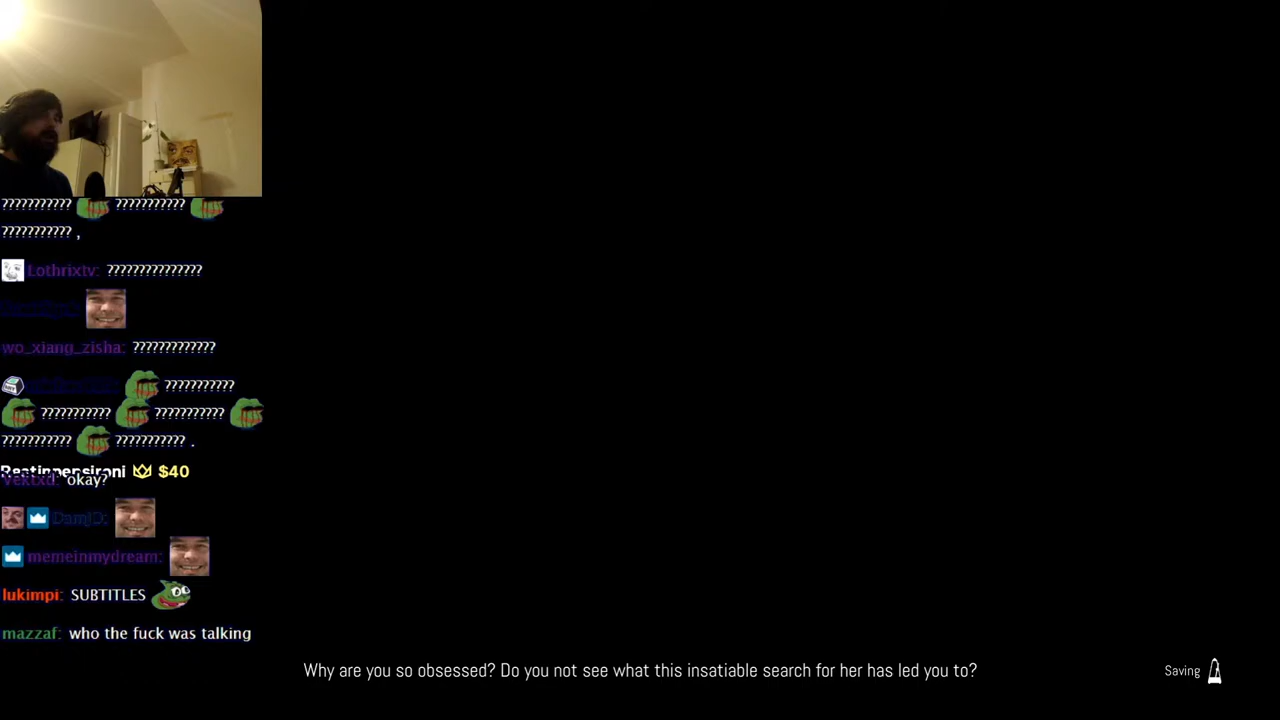 ??????????? ???????????
??????????? ,
Lothrixtv: ???????????????
wo_xiang_zisha: ?????????????
???????????
??????????? ???????????
??????????? ??????????? .
$40
okay?
DamjD:
memeinmydream:
lukimpi: SUBTITLES
mazzaf: who the fuck was talking
Why are you so obsessed? Do you not see what this insatiable search for her has led you to?
Saving